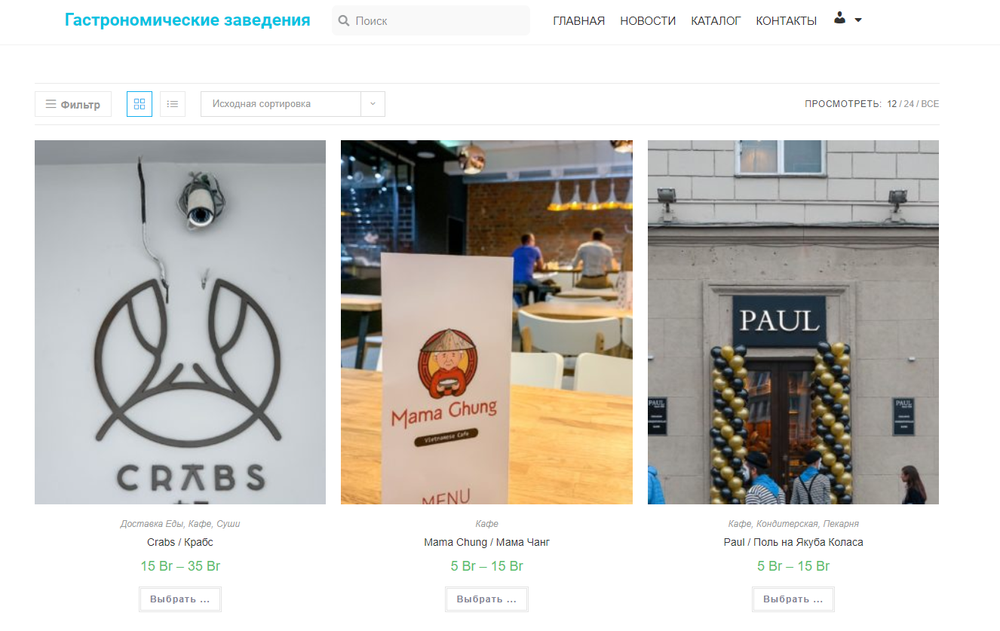 Гастрономические заведения
Поиск
ГЛАВНАЯ НОВОСТИ КАТАЛОГ КОНТАКТЫ
Фильтр
Исходная сортировка
ПРОСМОТРЕТЬ: 12 / 24 / ВСЕ
CRABS
Mama Chung
Vietnamese Cafe
MENU
PAUL
PAUL
PAUL
Доставка Еды, Кафе, Суши
Crabs / Крабс
15 Br – 35 Br
Выбрать ...
Кафе
Mama Chung / Мама Чанг
5 Br – 15 Br
Выбрать ...
Кафе, Кондитерская, Пекарня
Paul / Поль на Якуба Коласа
5 Br – 15 Br
Выбрать ...